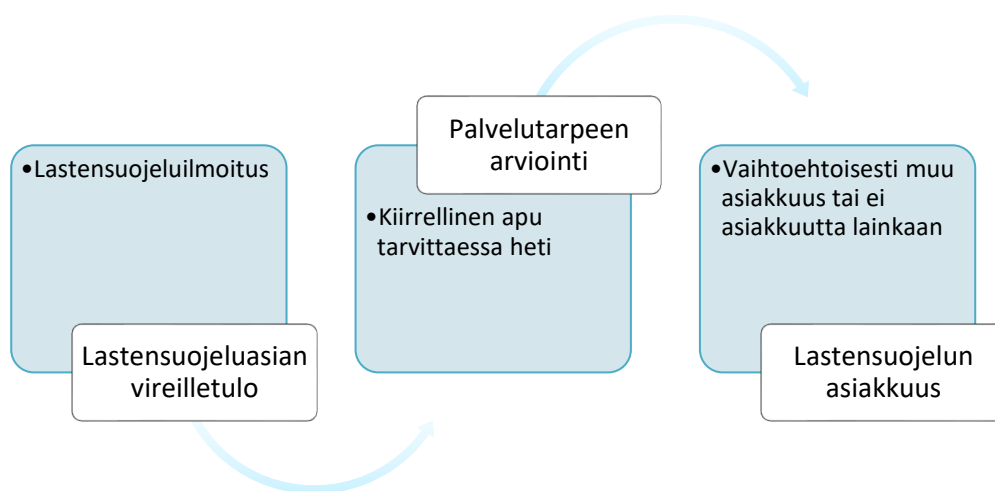 •Lastensuojeluilmoitus
Lastensuojeluasian
vireilletulo
Palvelutarpeen
arviointi
•Kiirrellinen apu
tarvittaessa heti
•Vaihtoehtoisesti muu
asiakkuus tai ei
asiakkuutta lainkaan
Lastensuojelun
asiakkuus